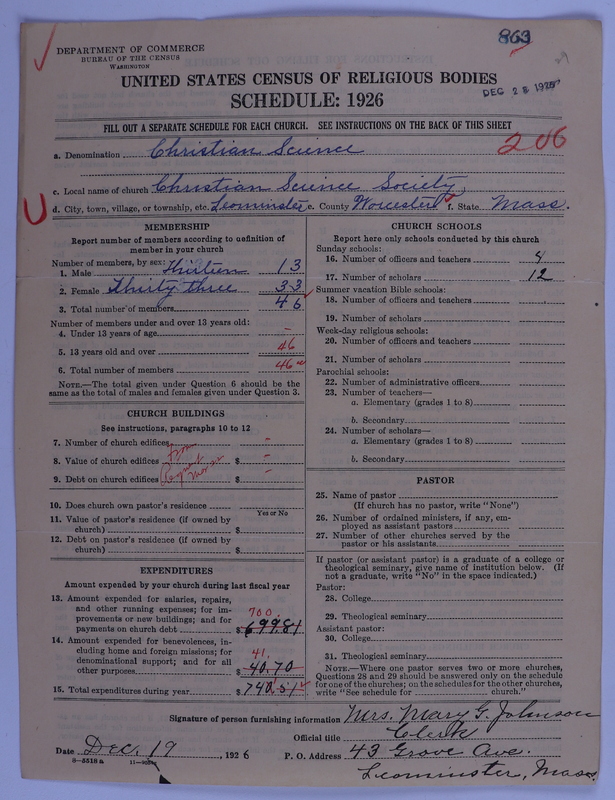 863
DEPARTMENT OF COMMERCE
BUREAU OF THE CENSUS
WASHINGTON
UNITED STATES CENSUS OF RELIGIOUS BODIES
DEC 28 1926
SCHEDULE: 1926
FILL OUT A SEPARATE SCHEDULE FOR EACH CHURCH. SEE INSTRUCTIONS ON THE BACK OF THIS SHEET
206
a. Denomination Christian Science
c. Local name of church Christian Science Society
d. City, town, village, or township, etc. Leominster e. County Worcester f. State Mass.
MEMBERSHIP
Report number of members according to definition of
member in your church
Number of members, by sex:
1. Male Thirteen 13
2. Female Thirty three 33
3. Total number of members 46
Number of members under and over 13 years old:
4. Under 13 years of age -
5. 13 years old and over 46
6. Total number of members 46
NOTE.—The total given under Question 6 should be the
same as the total of males and females given under Question 3.
CHURCH BUILDINGS
See instructions, paragraphs 10 to 12
7. Number of church edifices -
8. Value of church edifices $ -
9. Debt on church edifices $ -
10. Does church own pastor's residence
Yes or No
11. Value of pastor's residence (if owned by
church) $
12. Debt on pastor's residence (if owned by
church) $
EXPENDITURES
Amount expended by your church during last fiscal year
13. Amount expended for salaries, repairs,
and other running expenses; for im-
provements or new buildings; and for
payments on church debt $ 699.81
700.
14. Amount expended for benevolences, in-
cluding home and foreign missions; for
denominational support; and for all
other purposes $ 40.70
41.
15. Total expenditures during year $ 740.51
CHURCH SCHOOLS
Report here only schools conducted by this church
Sunday schools:
16. Number of officers and teachers 4
17. Number of scholars 12
Summer vacation Bible schools:
18. Number of officers and teachers
19. Number of scholars
Week-day religious schools:
20. Number of officers and teachers
21. Number of scholars
Parochial schools:
22. Number of administrative officers
23. Number of teachers—
a. Elementary (grades 1 to 8)
b. Secondary
24. Number of scholars—
a. Elementary (grades 1 to 8)
b. Secondary
PASTOR
25. Name of pastor
(If church has no pastor, write "None")
26. Number of ordained ministers, if any, em-
ployed as assistant pastors
27. Number of other churches served by the
pastor or his assistants
If pastor (or assistant pastor) is a graduate of a college or
theological seminary, give name of institution below. (If
not a graduate, write "No" in the space indicated.)
Pastor:
28. College
29. Theological seminary
Assistant pastor:
30. College
31. Theological seminary
NOTE.—Where one pastor serves two or more churches,
Questions 28 and 29 should be answered only on the schedule
for one of the churches; on the schedules for the other churches,
write "See schedule for church."
Signature of person furnishing information Mrs. Mary G. Johnson
Official title Clerk
Date Dec. 19, 1926 P. O. Address 43 Grove Ave.
Leominster, Mass.
8—5518a